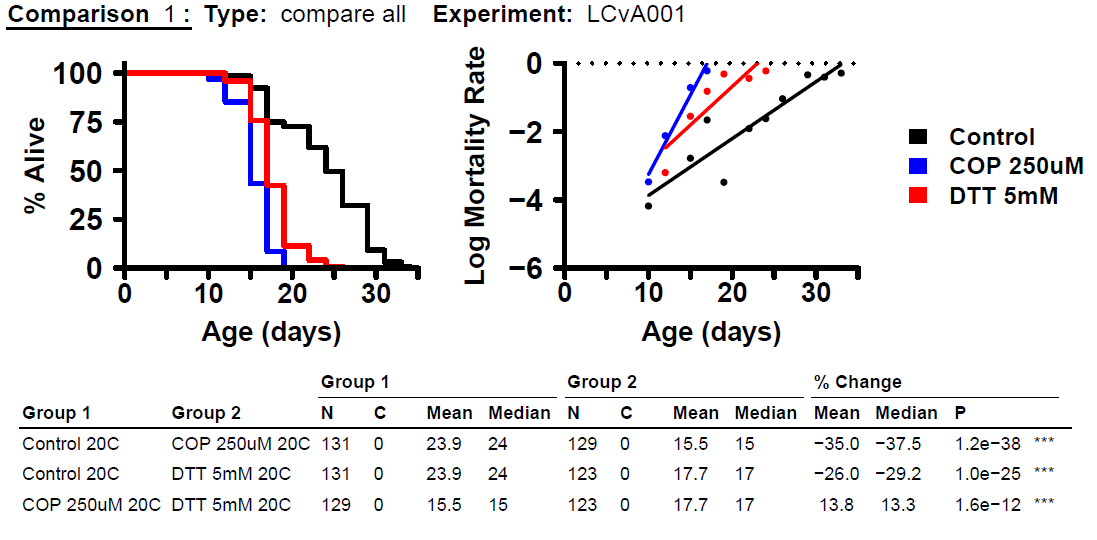 Comparison 1 : Type: compare all Experiment: LCvA001
% Alive
100
75
50
25
0
0 10 20 30
Age (days)
Log Mortality Rate
0
−2
−4
−6
0 10 20 30
Age (days)
Control
COP 250uM
DTT 5mM
Group 1 Group 2 % Change
Group 1 Group 2 N C Mean Median N C Mean Median Mean Median P
Control 20C COP 250uM 20C 131 0 23.9 24 129 0 15.5 15 −35.0 −37.5 1.2e−38 ***
Control 20C DTT 5mM 20C 131 0 23.9 24 123 0 17.7 17 −26.0 −29.2 1.0e−25 ***
COP 250uM 20C DTT 5mM 20C 129 0 15.5 15 123 0 17.7 17 13.8 13.3 1.6e−12 ***